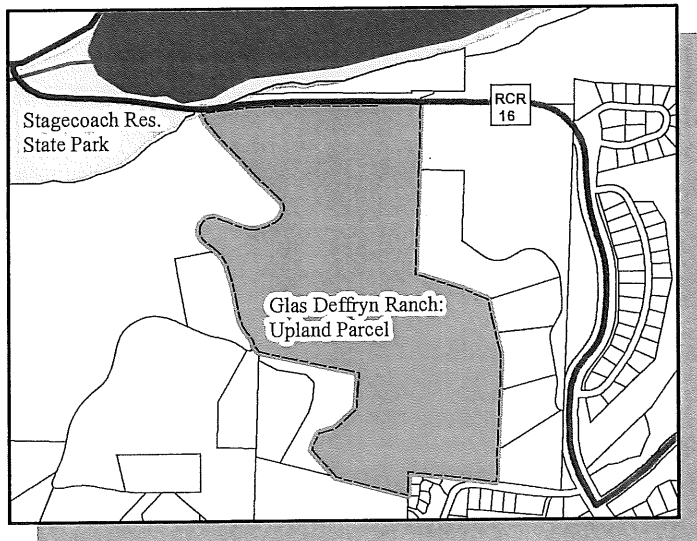 RCR
16
Stagecoach Res.
State Park
Glas Deffryn Ranch:
Upland Parcel